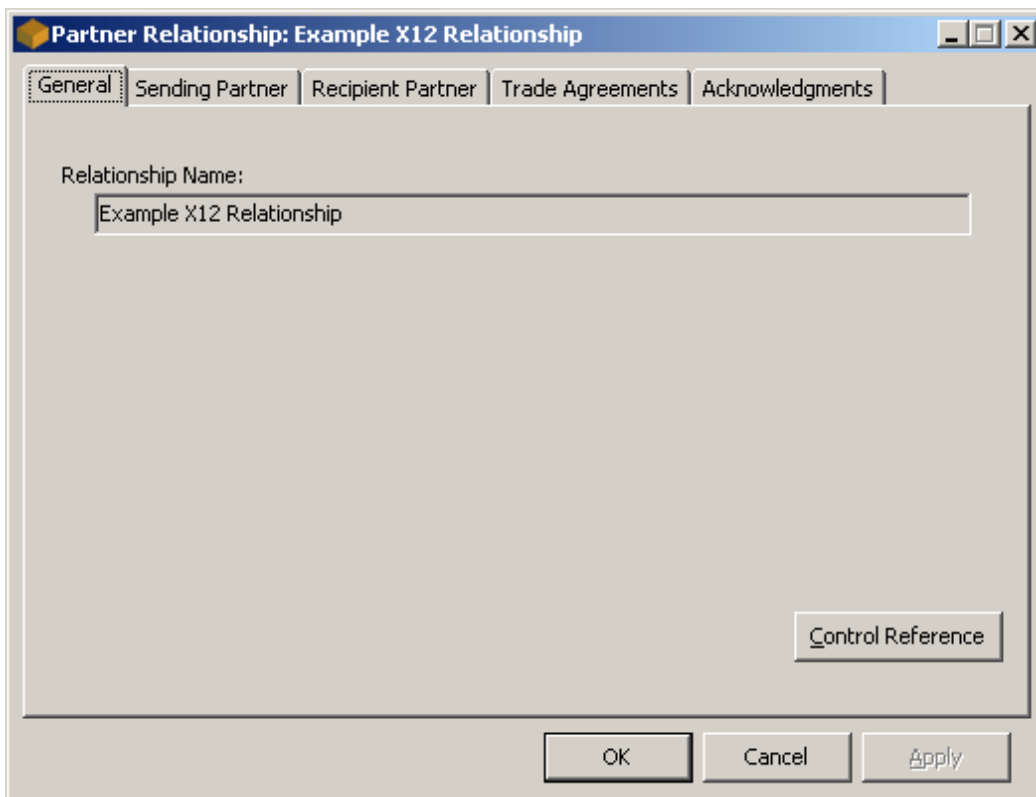 Partner Relationship: Example X12 Relationship
General Sending Partner Recipient Partner Trade Agreements Acknowledgments
Relationship Name:
Example X12 Relationship
Control Reference
OK Cancel Apply